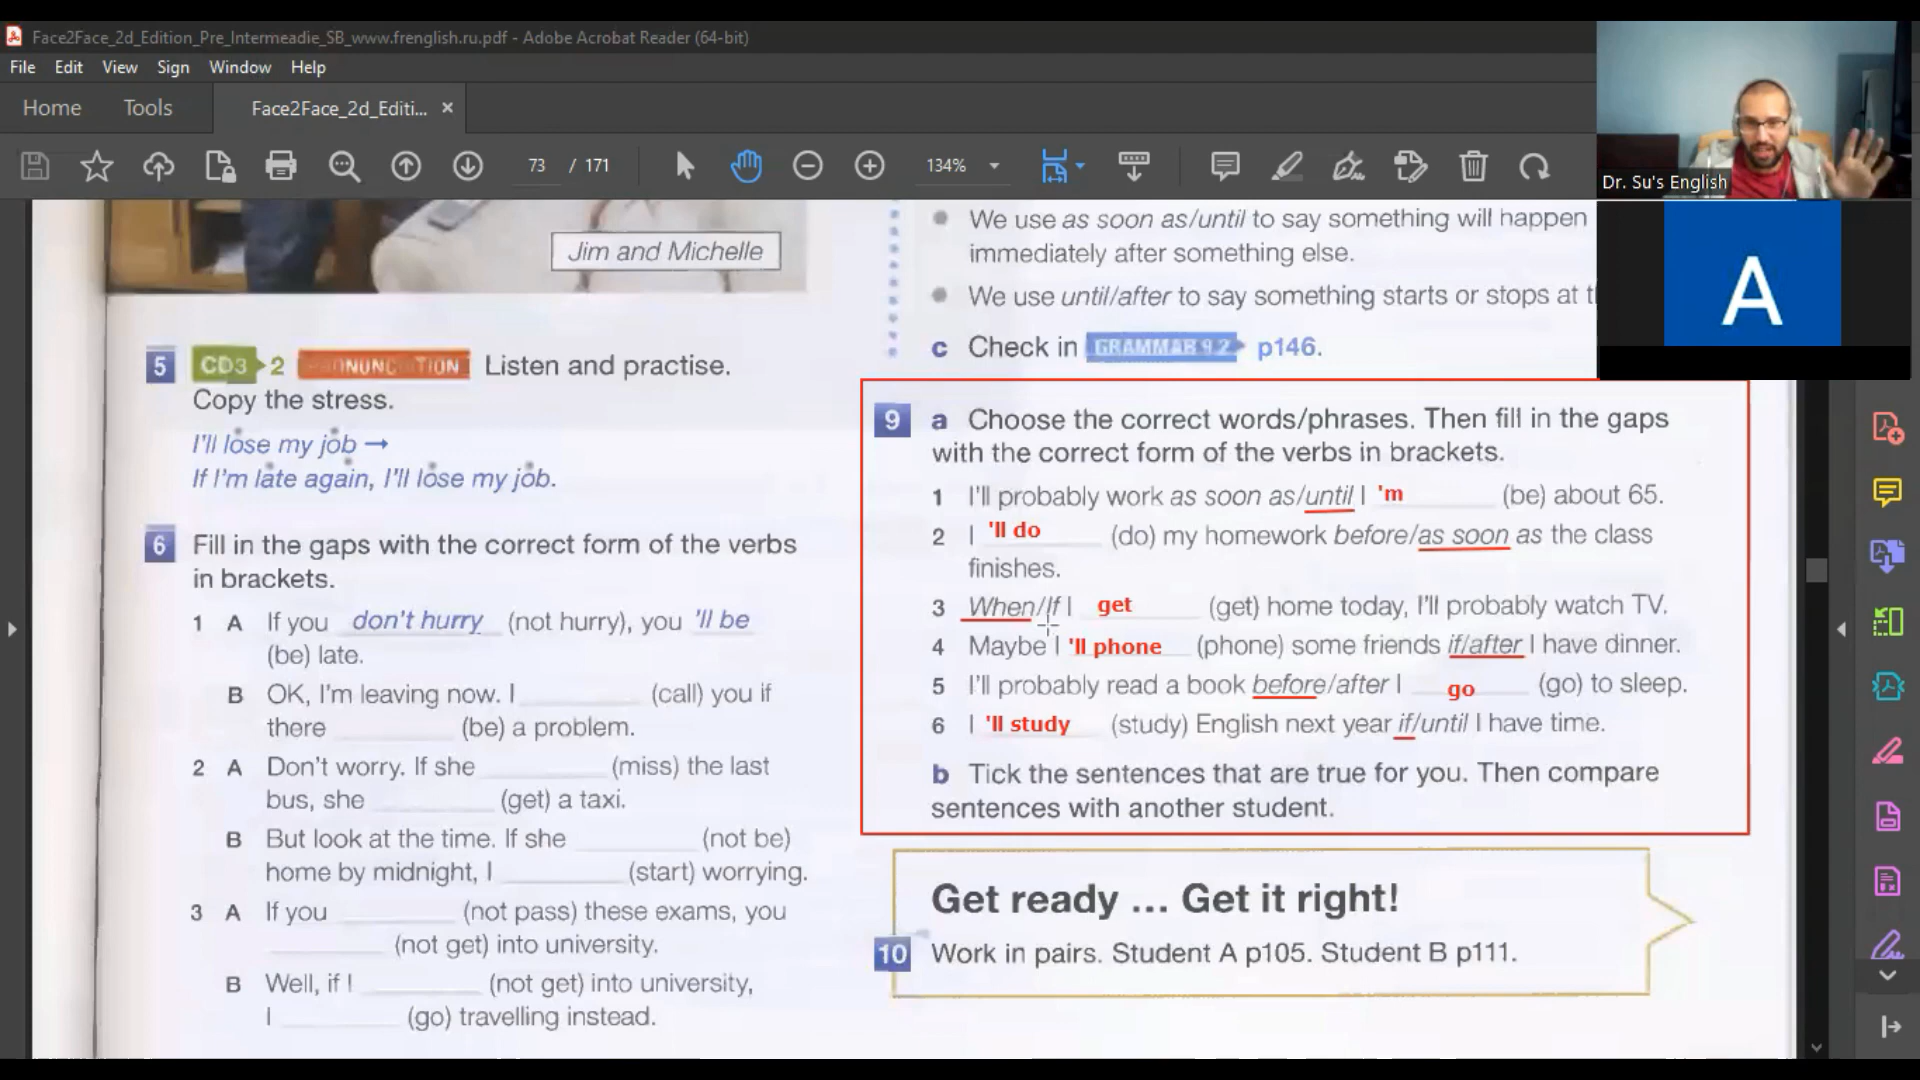 Face2Face_2d_Edition_Pre_Intermeadie_SB_www.frenglish.ru.pdf - Adobe Acrobat Reader (64-bit)
File Edit View Sign Window Help
Home Tools Face2Face_2d_Editi... ×
73 / 171 134%
Dr. Su's English
A
Jim and Michelle
5 CD3 2 Listen and practise.
Copy the stress.
I'll lose my job →
If I'm late again, I'll lose my job.
6 Fill in the gaps with the correct form of the verbs
in brackets.
1 A If you don't hurry (not hurry), you 'll be
(be) late.
B OK, I'm leaving now. I ________ (call) you if
there ________ (be) a problem.
2 A Don't worry. If she ________ (miss) the last
bus, she ________ (get) a taxi.
B But look at the time. If she ________ (not be)
home by midnight, I ________ (start) worrying.
3 A If you ________ (not pass) these exams, you
________ (not get) into university.
B Well, if I ________ (not get) into university,
I ________ (go) travelling instead.
We use as soon as/until to say something will happen
immediately after something else.
We use until/after to say something starts or stops at
c Check in GRAMMAR 9.2 p146.
9 a Choose the correct words/phrases. Then fill in the gaps
with the correct form of the verbs in brackets.
1 I'll probably work as soon as/until I 'm (be) about 65.
2 I 'll do (do) my homework before/as soon as the class
finishes.
3 When/If I get (get) home today, I'll probably watch TV.
4 Maybe I 'll phone (phone) some friends if/after I have dinner.
5 I'll probably read a book before/after I go (go) to sleep.
6 I 'll study (study) English next year if/until I have time.
b Tick the sentences that are true for you. Then compare
sentences with another student.
Get ready ... Get it right!
10 Work in pairs. Student A p105. Student B p111.